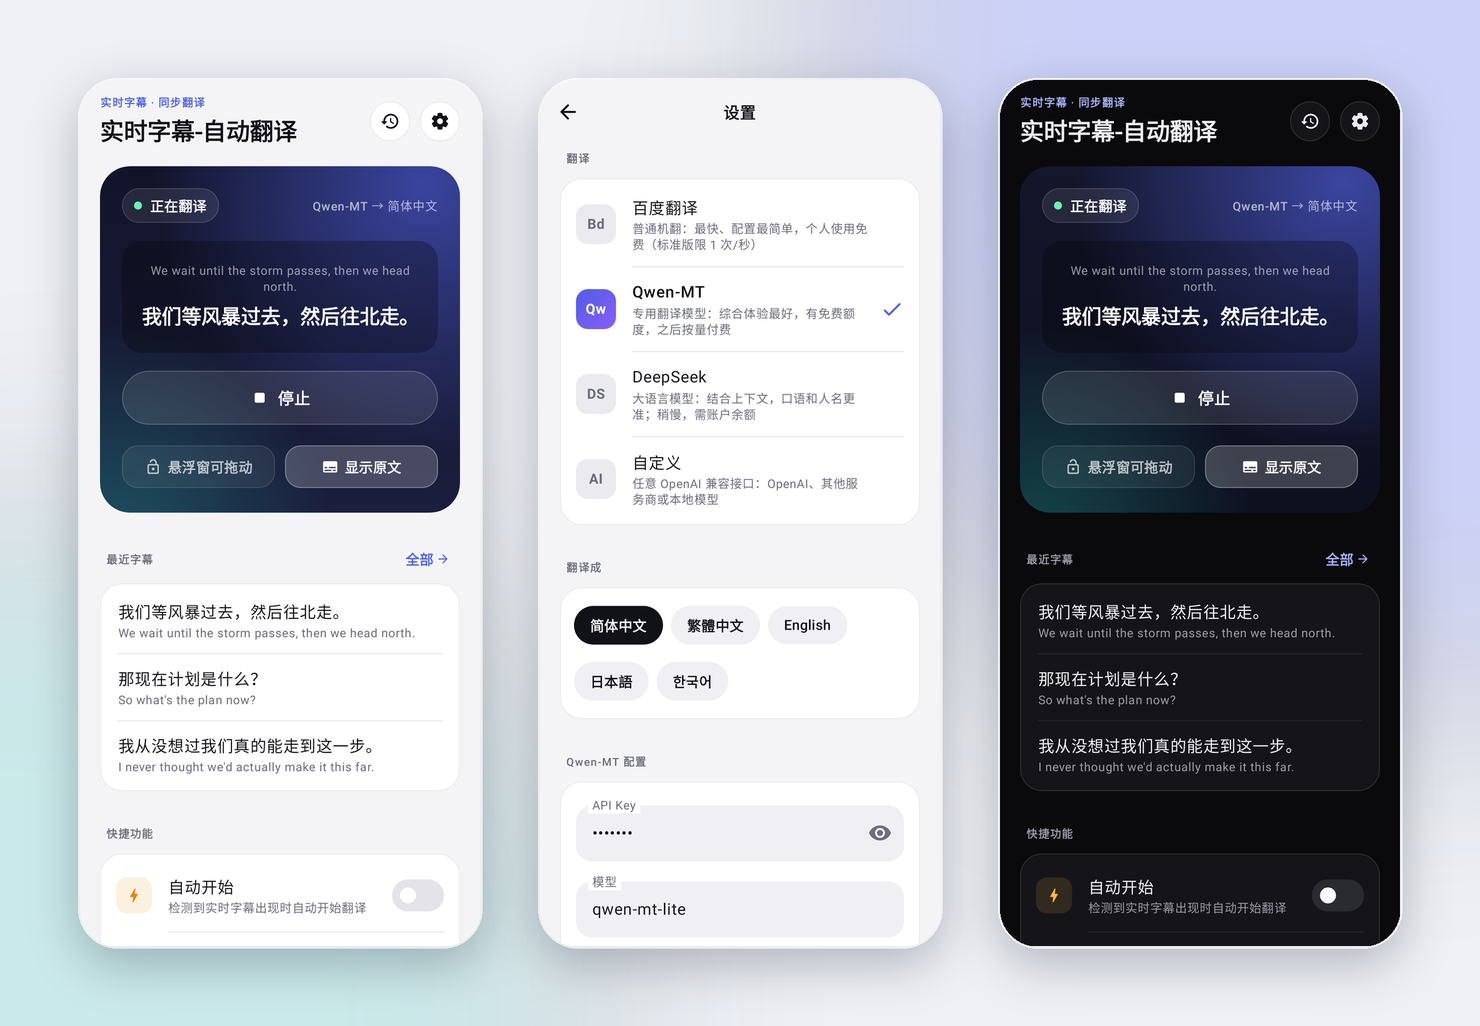 实时字幕 · 同步翻译
实时字幕-自动翻译
正在翻译
Qwen-MT → 简体中文
We wait until the storm passes, then we head
north.
我们等风暴过去，然后往北走。
停止
悬浮窗可拖动
显示原文
最近字幕
全部 →
我们等风暴过去，然后往北走。
We wait until the storm passes, then we head north.
那现在计划是什么？
So what's the plan now?
我从没想过我们真的能走到这一步。
I never thought we'd actually make it this far.
快捷功能
自动开始
检测到实时字幕出现时自动开始翻译
设置
翻译
Bd
百度翻译
普通机翻：最快、配置最简单，个人使用免
费（标准版限 1 次/秒）
Qw
Qwen-MT
专用翻译模型：综合体验最好，有免费额
度，之后按量付费
DS
DeepSeek
大语言模型：结合上下文，口语和人名更
准；稍慢，需账户余额
AI
自定义
任意 OpenAI 兼容接口：OpenAI、其他服
务商或本地模型
翻译成
简体中文
繁體中文
English
日本語
한국어
Qwen-MT 配置
API Key
•••••••
模型
qwen-mt-lite
实时字幕 · 同步翻译
实时字幕-自动翻译
正在翻译
Qwen-MT → 简体中文
We wait until the storm passes, then we head
north.
我们等风暴过去，然后往北走。
停止
悬浮窗可拖动
显示原文
最近字幕
全部 →
我们等风暴过去，然后往北走。
We wait until the storm passes, then we head north.
那现在计划是什么？
So what's the plan now?
我从没想过我们真的能走到这一步。
I never thought we'd actually make it this far.
快捷功能
自动开始
检测到实时字幕出现时自动开始翻译